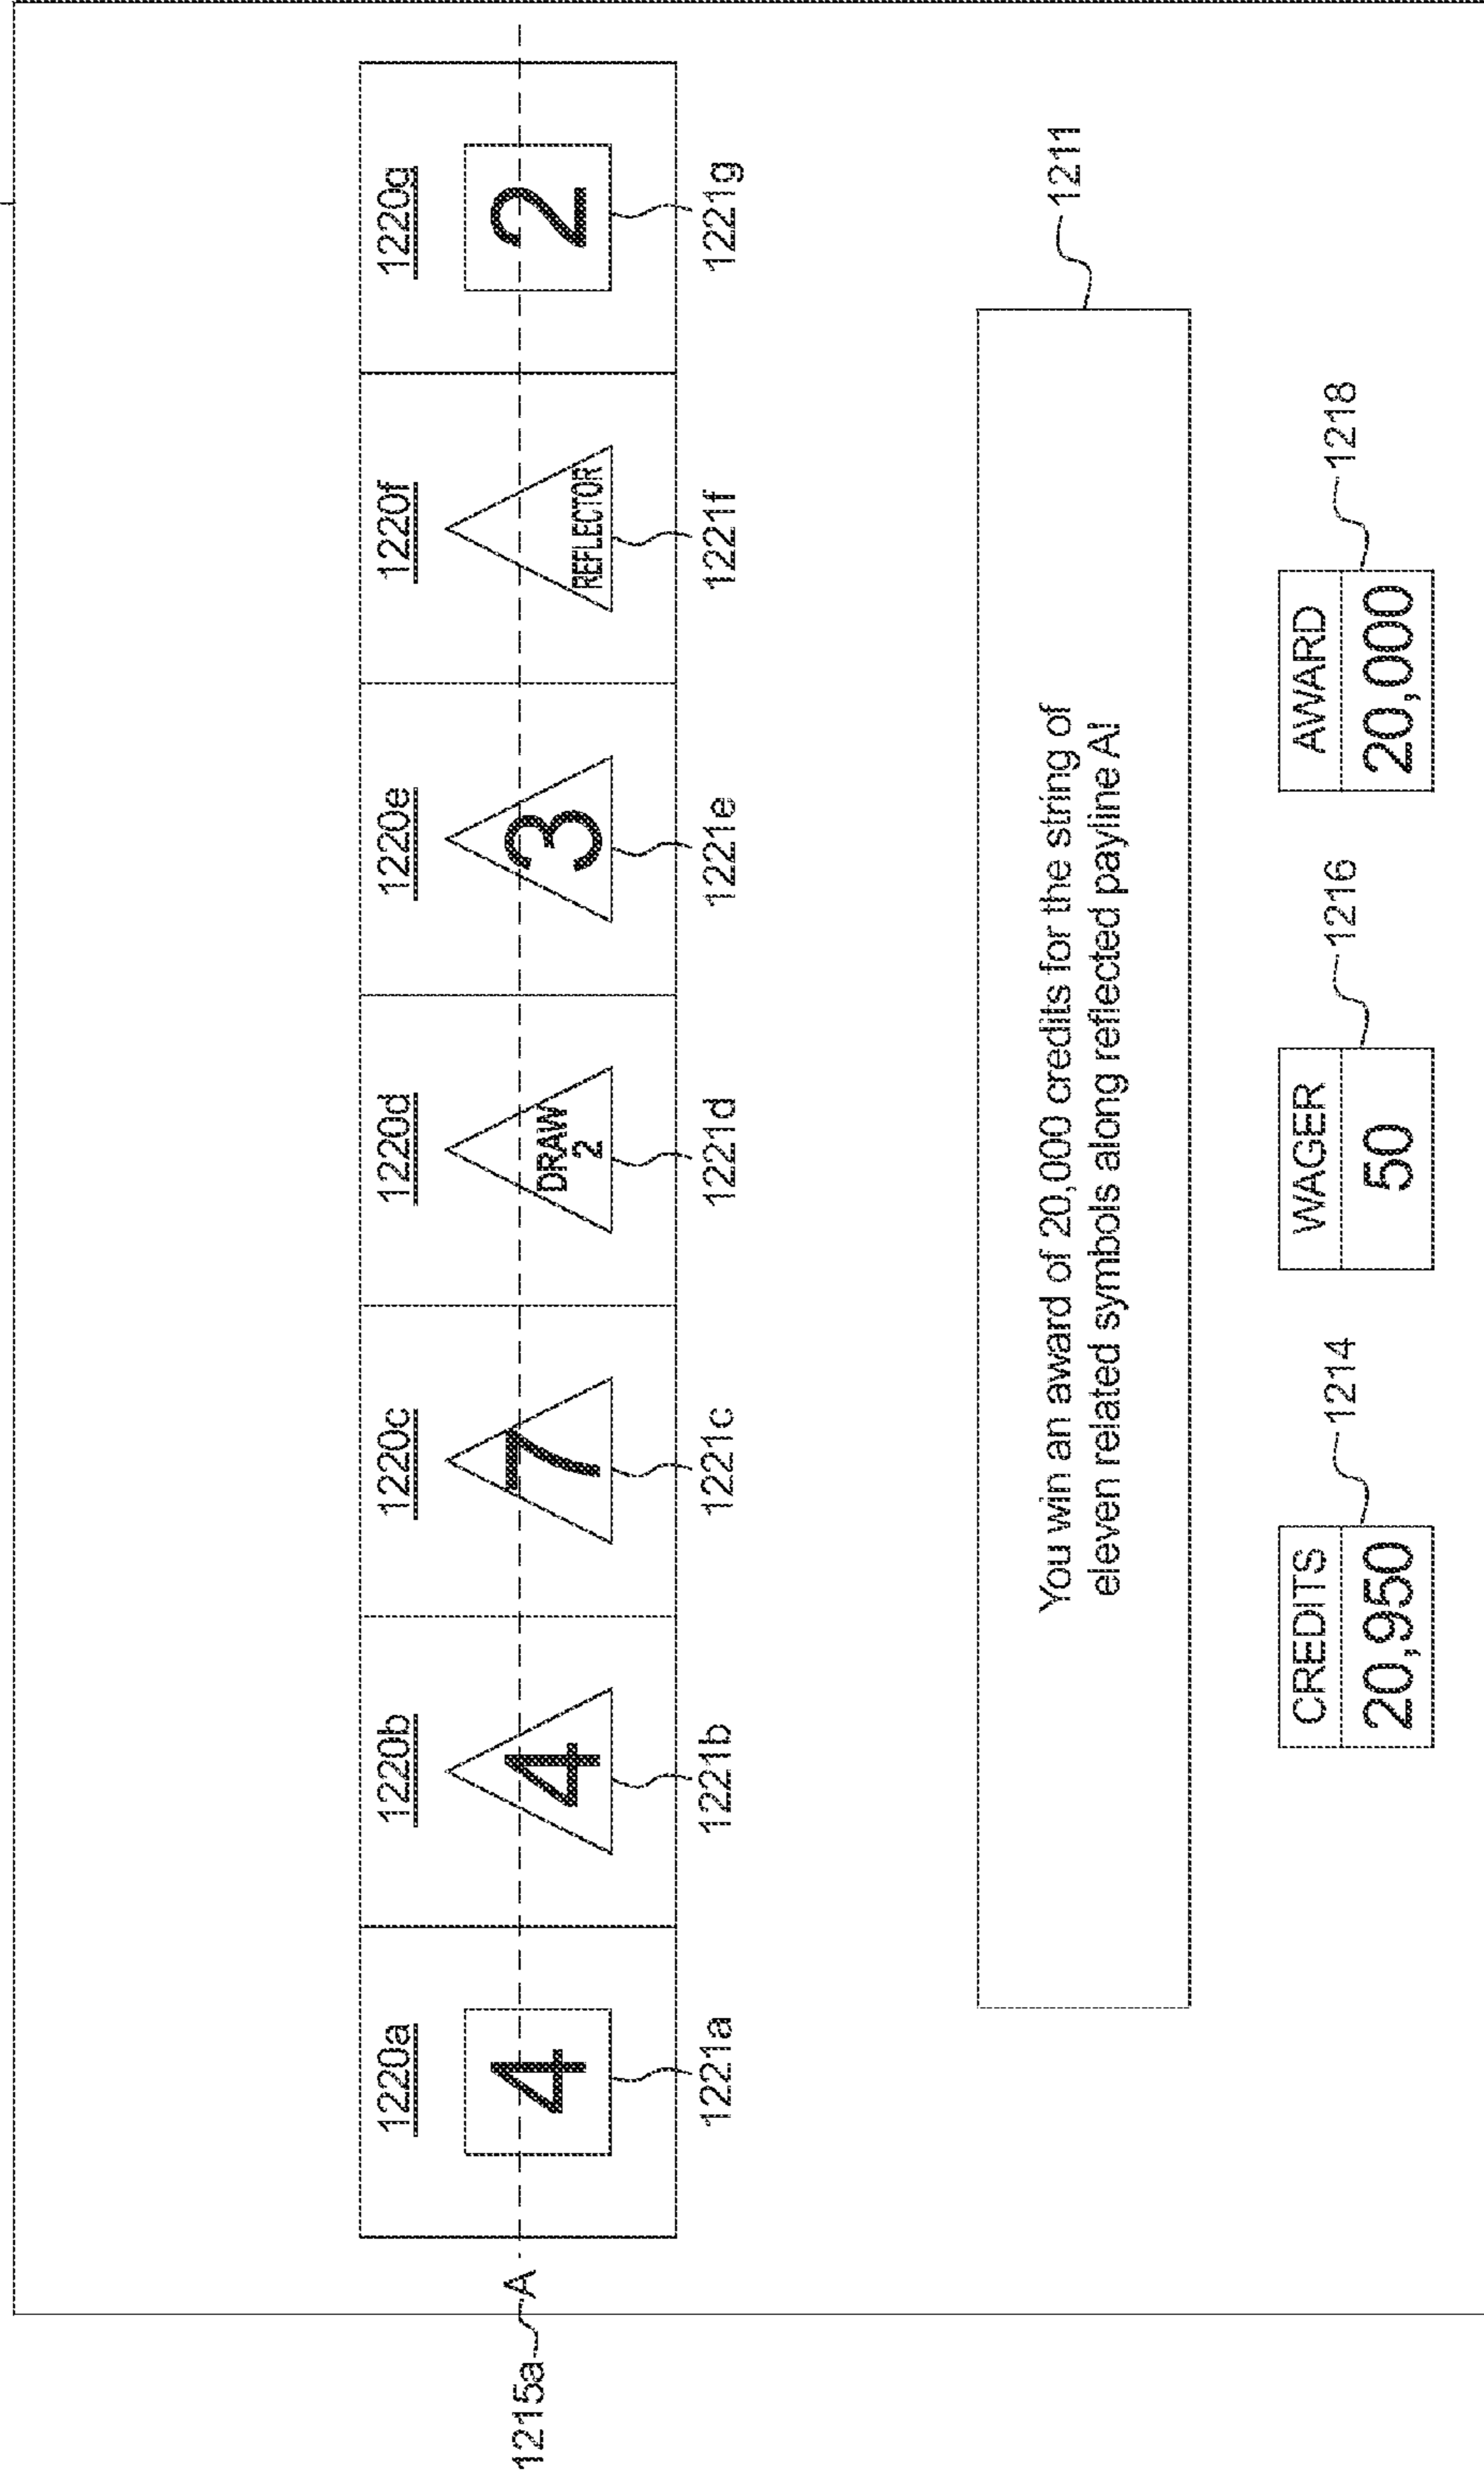 1220a 1220b 1220c 1220d 1220e 1220f 1220g
4 4 7 DRAW 2 3 REFLECTOR 2
1215a A
1221a 1221b 1221c 1221d 1221e 1221f 1221g
You win an award of 20,000 credits for the string of
eleven related symbols along reflected payline A!
1211
CREDITS
20,950
1214
WAGER
50
1216
AWARD
20,000
1218